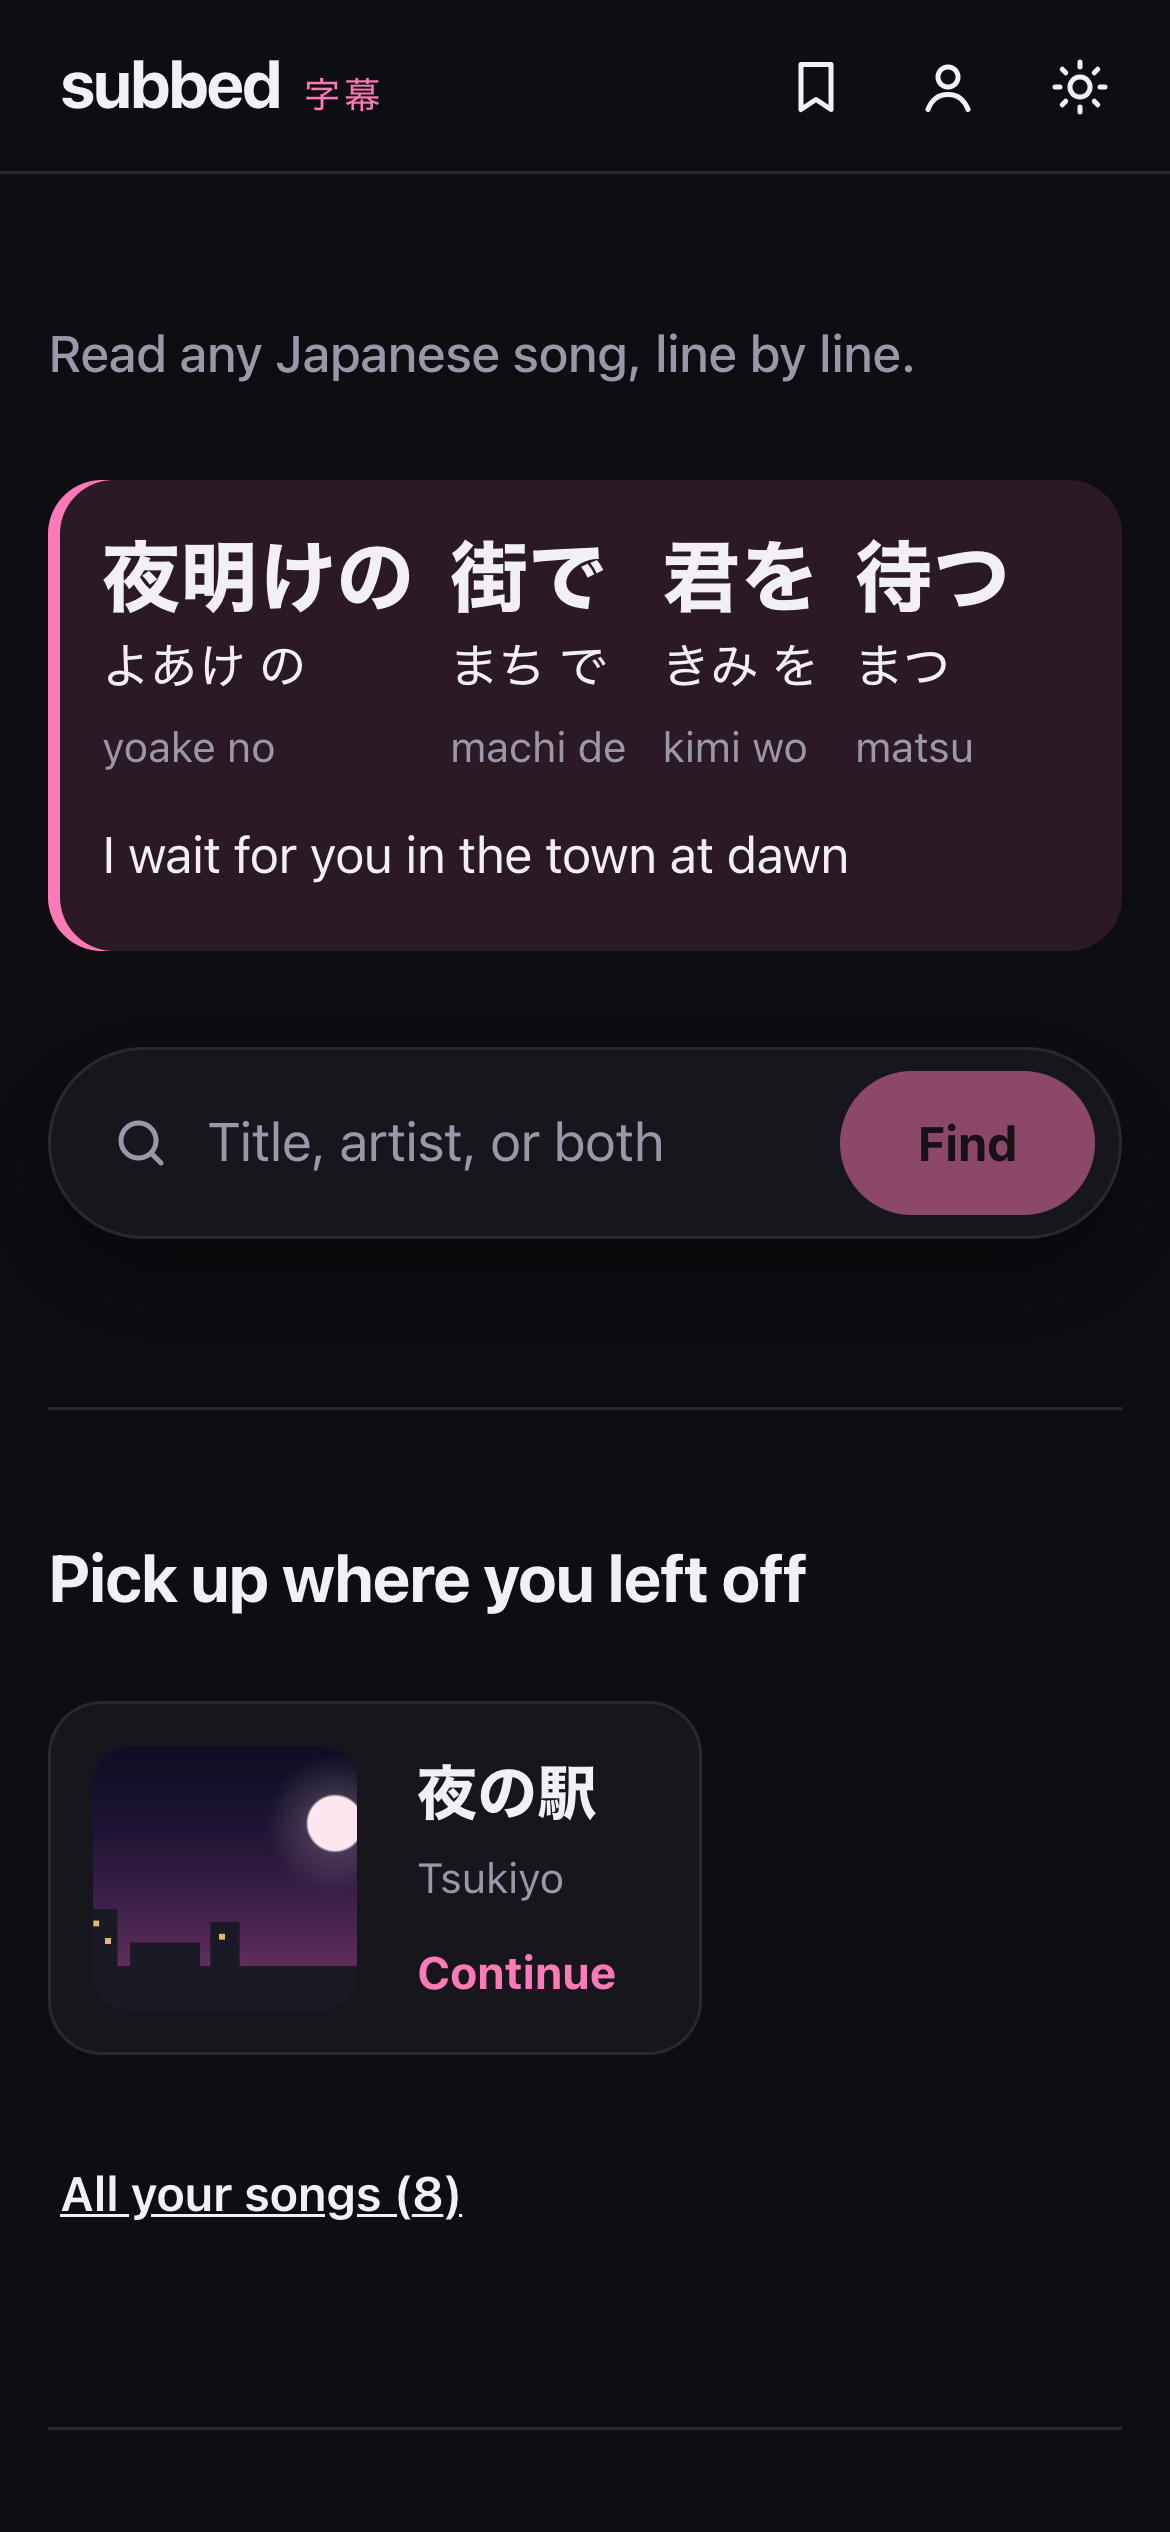 subbed 字幕
Read any Japanese song, line by line.
夜明けの 街で 君を 待つ
よあけ の まち で きみ を まつ
yoake no machi de kimi wo matsu
I wait for you in the town at dawn
Title, artist, or both
Find
Pick up where you left off
夜の駅
Tsukiyo
Continue
All your songs (8)